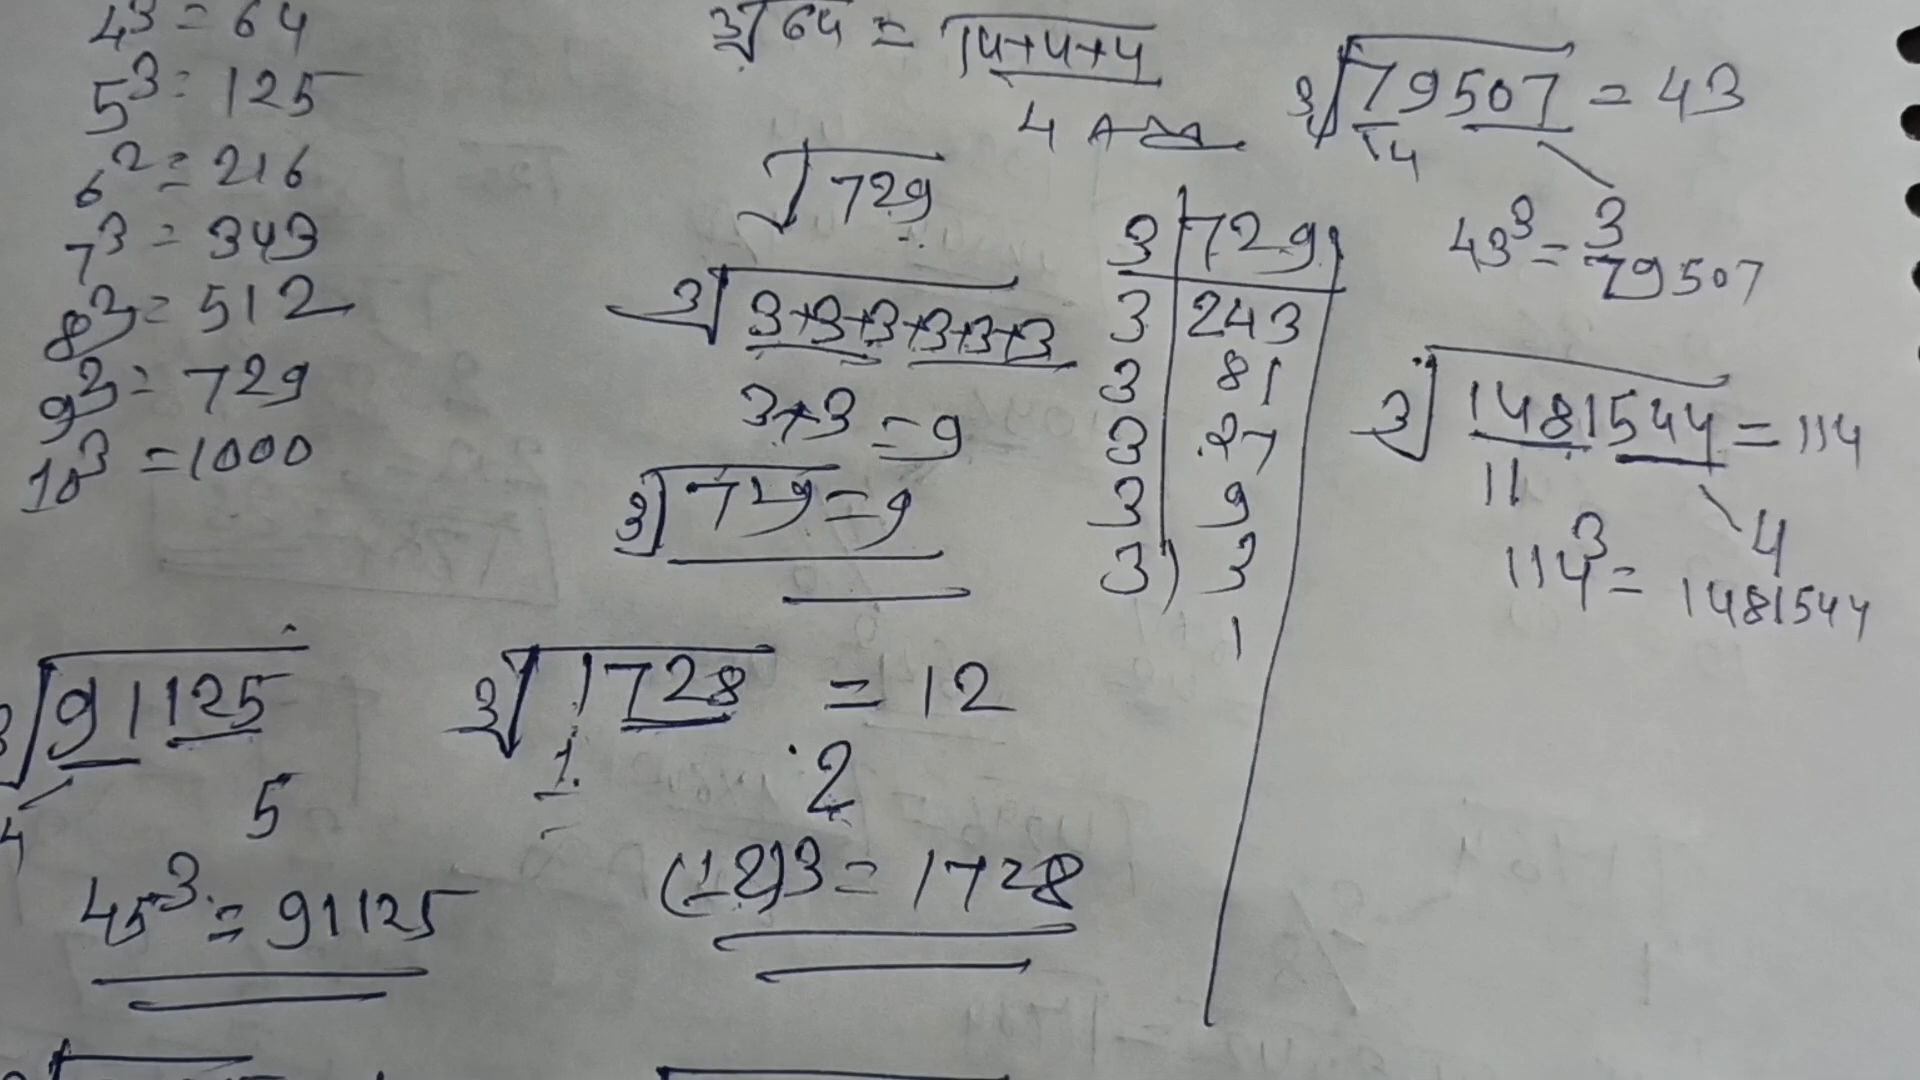 4³ = 64
5³ = 125
6² = 216
7³ = 343
8³ = 512
9³ = 729
10³ = 1000
∛64 = √4+4+4
4 Ans
√729
∛3+3+3+3+3+3
3+3 = 9
∛729 = 9
3 | 729
3 | 243
3 | 81
3 | 27
3 | 9
3 | 3
1
∛79507 = 43
4
3
43³ = 79507
∛1481544 = 114
11
4
114³ = 1481544
∛91125
4 5
45³ = 91125
∛1728 = 12
1 2
(12)3 = 1728